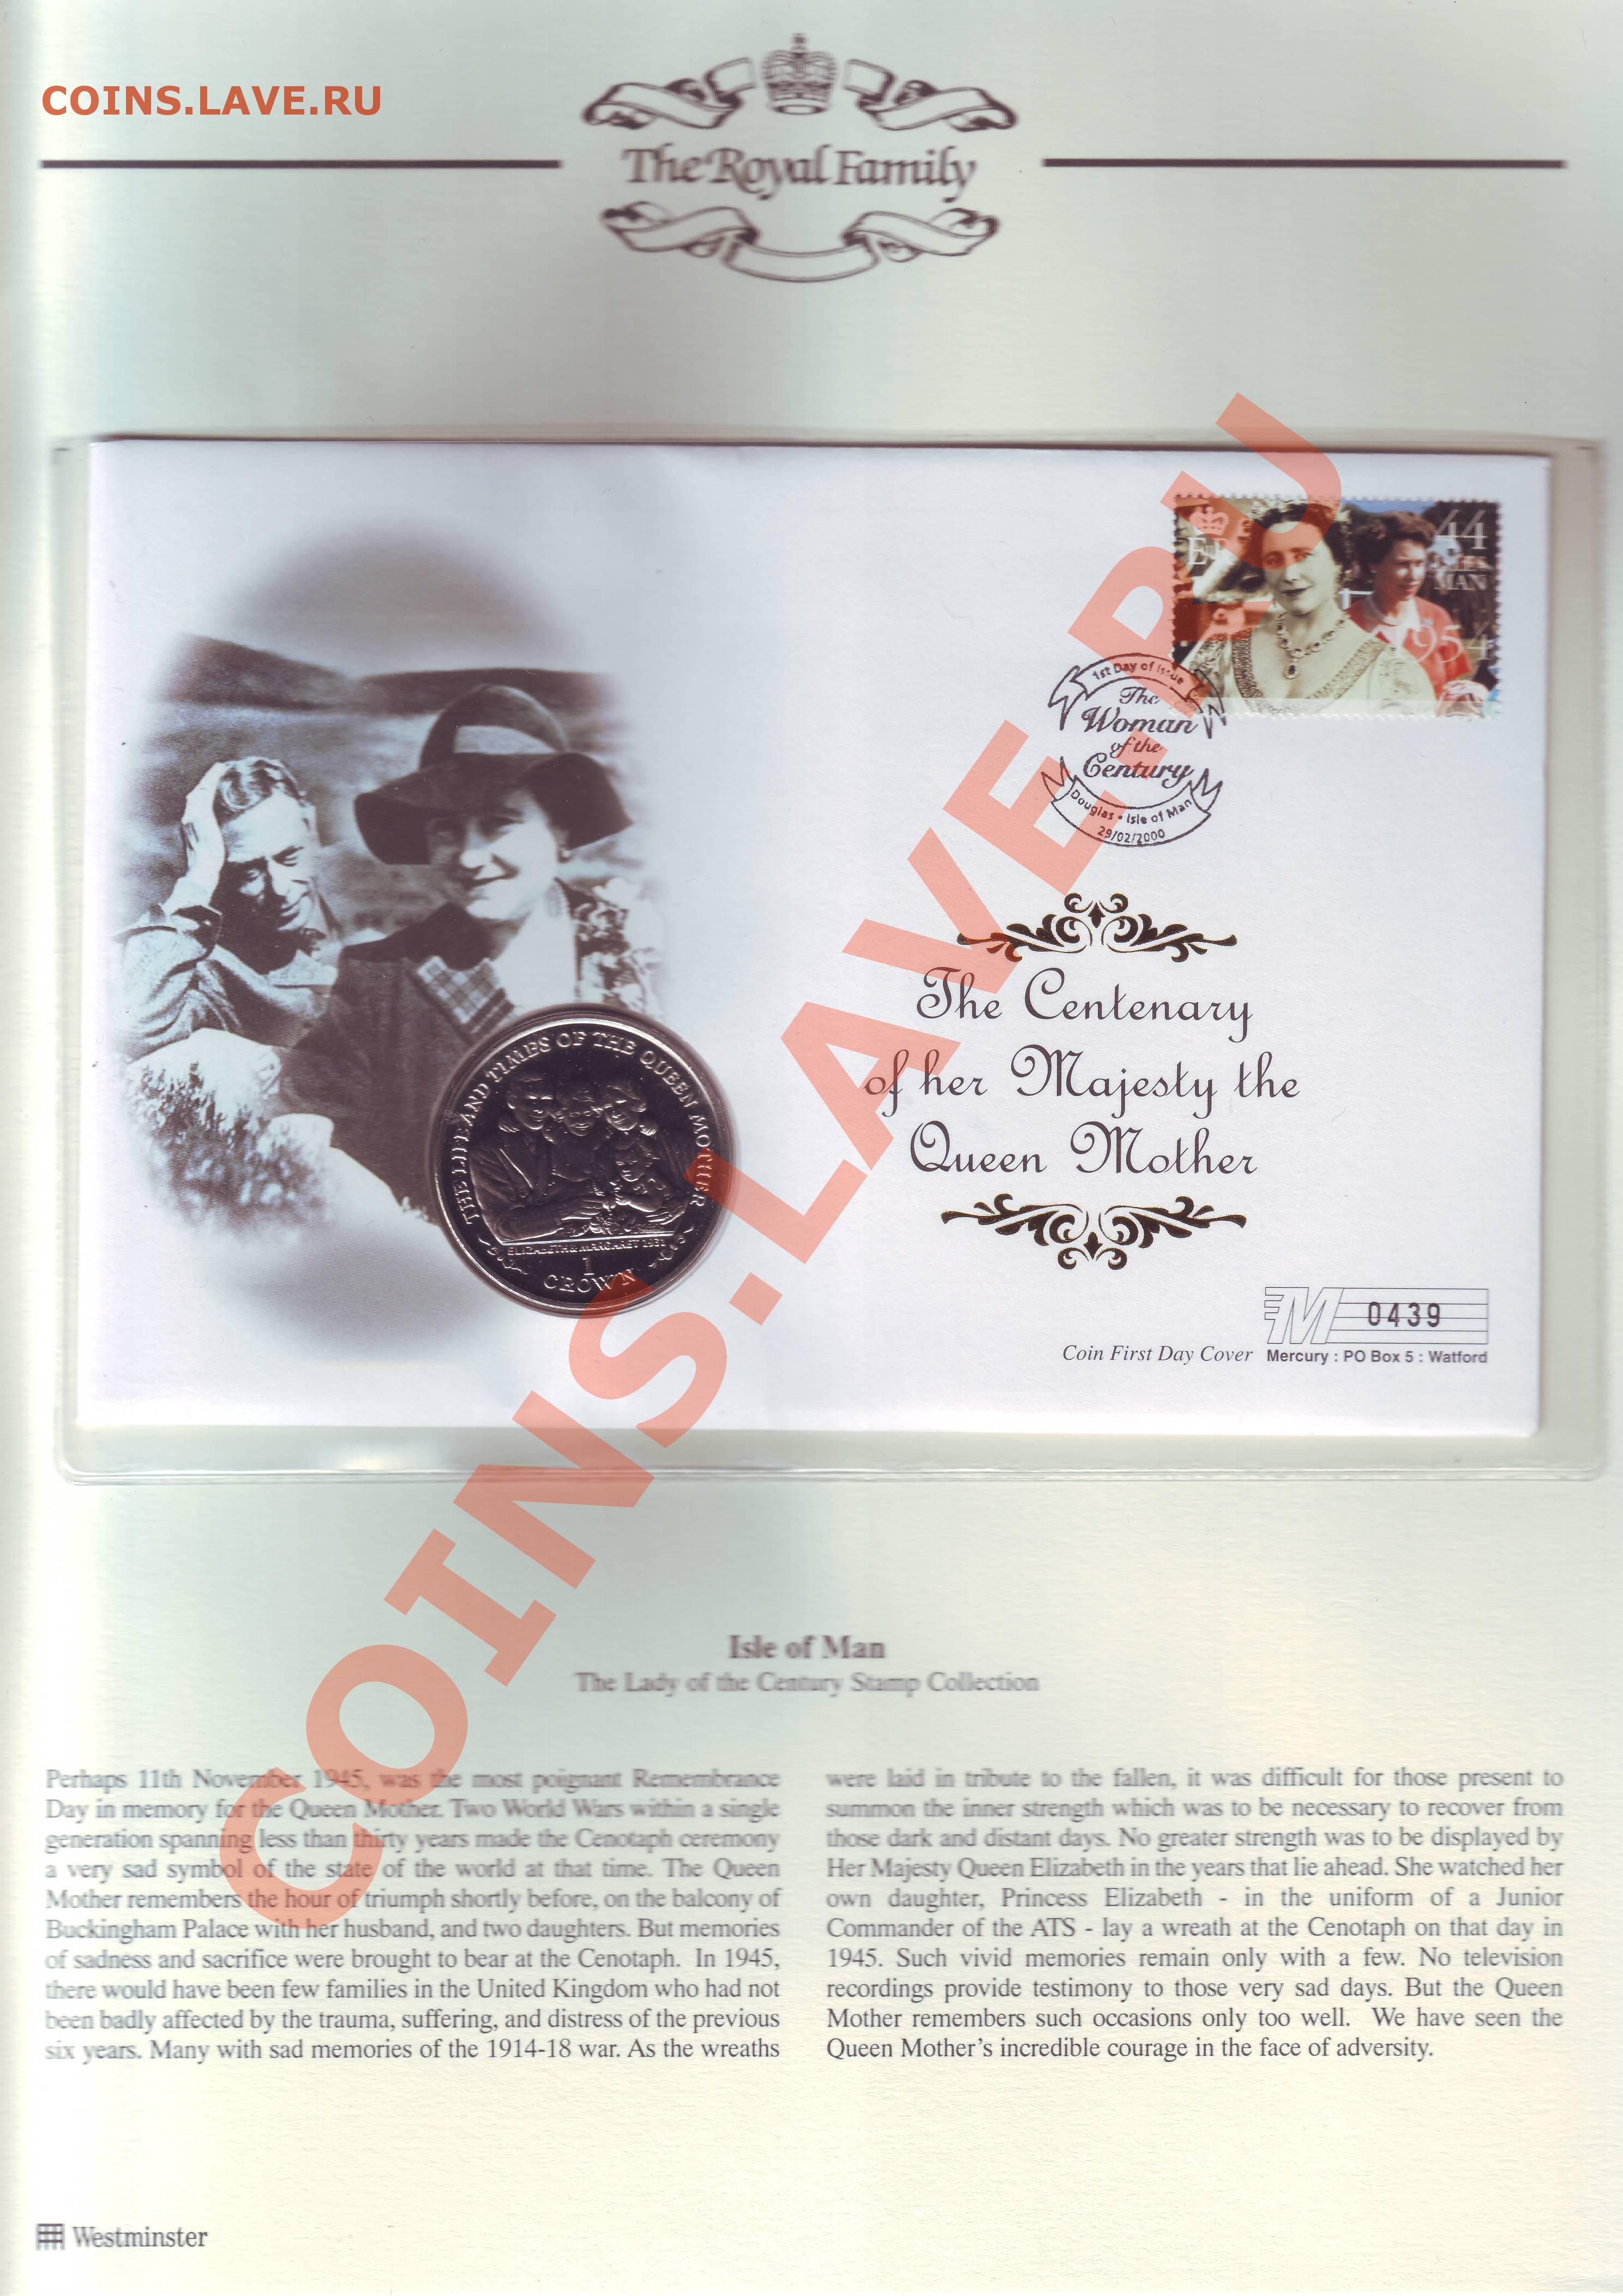 COINS.LAVE.RU
The Royal Family
44
MAN
1954
1st Day of Issue
The
Woman
of the
Century
Douglas • Isle of Man
29/02/2000
The Centenary
of her Majesty the
Queen Mother
THE LIFE AND TIMES OF THE QUEEN MOTHER
ELIZABETH & MARGARET 1931
1
CROWN
M 0439
Coin First Day Cover Mercury : PO Box 5 : Watford
COINS.LAVE.RU
Isle of Man
The Lady of the Century Stamp Collection
Perhaps 11th November 1945, was the most poignant Remembrance
Day in memory for the Queen Mother. Two World Wars within a single
generation spanning less than thirty years made the Cenotaph ceremony
a very sad symbol of the state of the world at that time. The Queen
Mother remembers the hour of triumph shortly before, on the balcony of
Buckingham Palace with her husband, and two daughters. But memories
of sadness and sacrifice were brought to bear at the Cenotaph. In 1945,
there would have been few families in the United Kingdom who had not
been badly affected by the trauma, suffering, and distress of the previous
six years. Many with sad memories of the 1914-18 war. As the wreaths
were laid in tribute to the fallen, it was difficult for those present to
summon the inner strength which was to be necessary to recover from
those dark and distant days. No greater strength was to be displayed by
Her Majesty Queen Elizabeth in the years that lie ahead. She watched her
own daughter, Princess Elizabeth - in the uniform of a Junior
Commander of the ATS - lay a wreath at the Cenotaph on that day in
1945. Such vivid memories remain only with a few. No television
recordings provide testimony to those very sad days. But the Queen
Mother remembers such occasions only too well. We have seen the
Queen Mother's incredible courage in the face of adversity.
Westminster